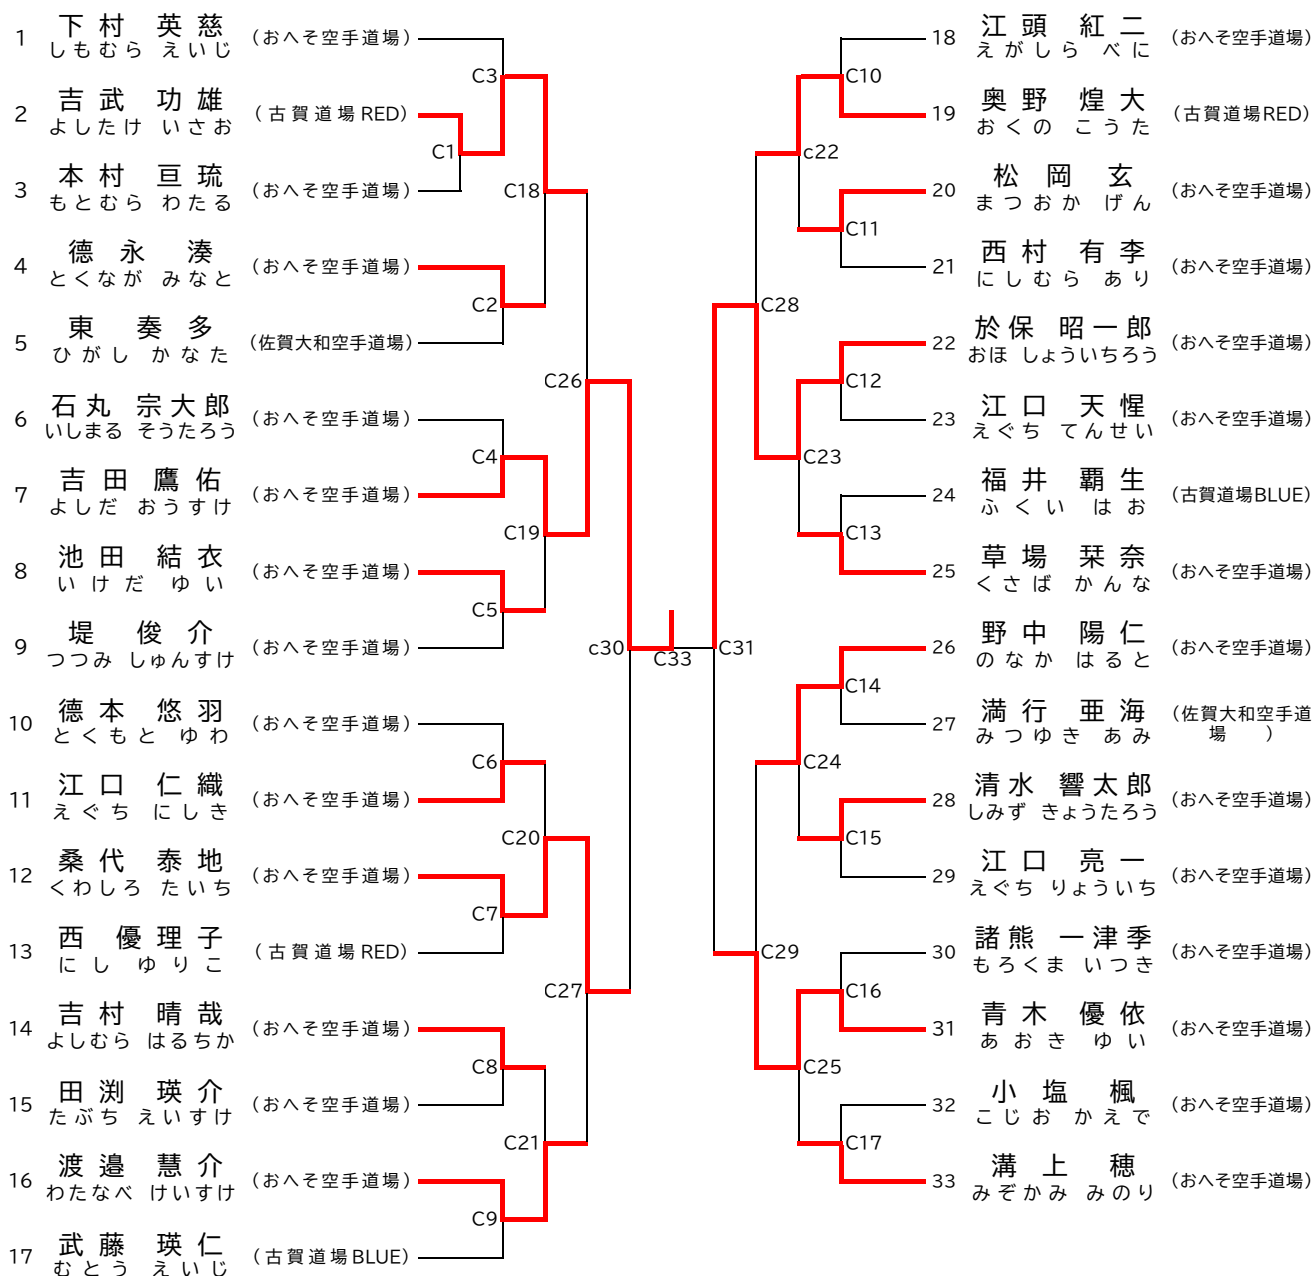 1 下村 英慈 (おへそ空手道場)
しもむら えいじ
2 吉武 功雄 (古賀道場RED)
よしたけ いさお
3 本村 亘琉 (おへそ空手道場)
もとむら わたる
4 德永 湊 (おへそ空手道場)
とくなが みなと
5 東 奏多 (佐賀大和空手道場)
ひがし かなた
6 石丸 宗大郎 (おへそ空手道場)
いしまる そうたろう
7 吉田 鷹佑 (おへそ空手道場)
よしだ おうすけ
8 池田 結衣 (おへそ空手道場)
いけだ ゆい
9 堤 俊介 (おへそ空手道場)
つつみ しゅんすけ
10 德本 悠羽 (おへそ空手道場)
とくもと ゆわ
11 江口 仁織 (おへそ空手道場)
えぐち にしき
12 桑代 泰地 (おへそ空手道場)
くわしろ たいち
13 西 優理子 (古賀道場RED)
にし ゆりこ
14 吉村 晴哉 (おへそ空手道場)
よしむら はるちか
15 田渕 瑛介 (おへそ空手道場)
たぶち えいすけ
16 渡邉 慧介 (おへそ空手道場)
わたなべ けいすけ
17 武藤 瑛仁 (古賀道場BLUE)
むとう えいじ
C3
C1
C18
C2
C26
C4
C19
C5
c30
C33
C31
C6
C20
C7
C27
C8
C21
C9
C10
c22
C11
C28
C12
C23
C13
C14
C24
C15
C29
C16
C25
C17
18 江頭 紅二 (おへそ空手道場)
えがしら べに
19 奥野 煌大 (古賀道場RED)
おくの こうた
20 松岡 玄 (おへそ空手道場)
まつおか げん
21 西村 有李 (おへそ空手道場)
にしむら あり
22 於保 昭一郎 (おへそ空手道場)
おほ しょういちろう
23 江口 天惺 (おへそ空手道場)
えぐち てんせい
24 福井 覇生 (古賀道場BLUE)
ふくい はお
25 草場 栞奈 (おへそ空手道場)
くさば かんな
26 野中 陽仁 (おへそ空手道場)
のなか はると
27 満行 亜海 (佐賀大和空手道
みつゆき あみ 場 )
28 清水 響太郎 (おへそ空手道場)
しみず きょうたろう
29 江口 亮一 (おへそ空手道場)
えぐち りょういち
30 諸熊 一津季 (おへそ空手道場)
もろくま いつき
31 青木 優依 (おへそ空手道場)
あおき ゆい
32 小塩 楓 (おへそ空手道場)
こじお かえで
33 溝上 穂 (おへそ空手道場)
みぞかみ みのり